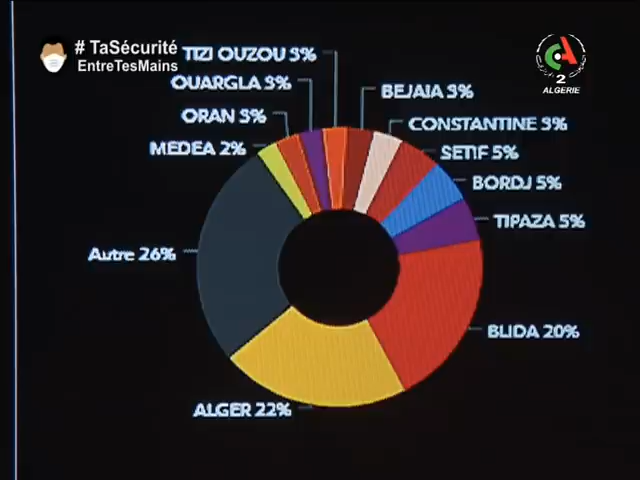 # TaSécurité
EntreTesMains
2
ALGERIE
TIZI OUZOU 3%
OUARGLA 3%
ORAN 3%
MEDEA 2%
BEJAIA 3%
CONSTANTINE 3%
SETIF 5%
BORDJ 5%
TIPAZA 5%
Autre 26%
BLIDA 20%
ALGER 22%